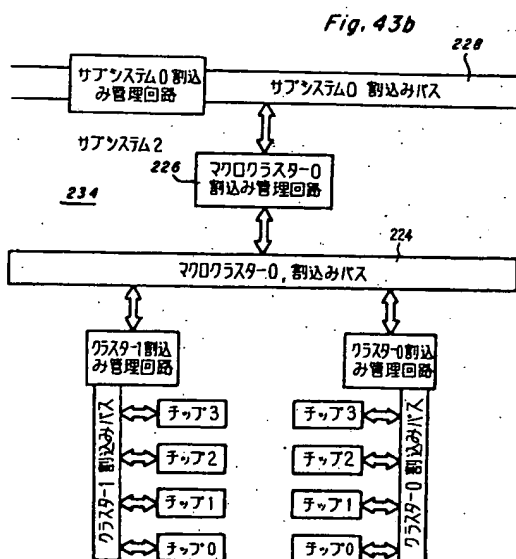 Fig. 43b
228
サブシステム0 割込
み管理回路
サブシステム0 割込みバス
サブシステム2
226
マクロクラスター0
割込み管理回路
234
224
マクロクラスター0, 割込みバス
クラスター1 割込
み管理回路
クラスター0 割込
み管理回路
クラスター1 割込みバス
チップ3
チップ2
チップ1
チップ0
チップ3
チップ2
チップ1
チップ0
クラスター0 割込みバス